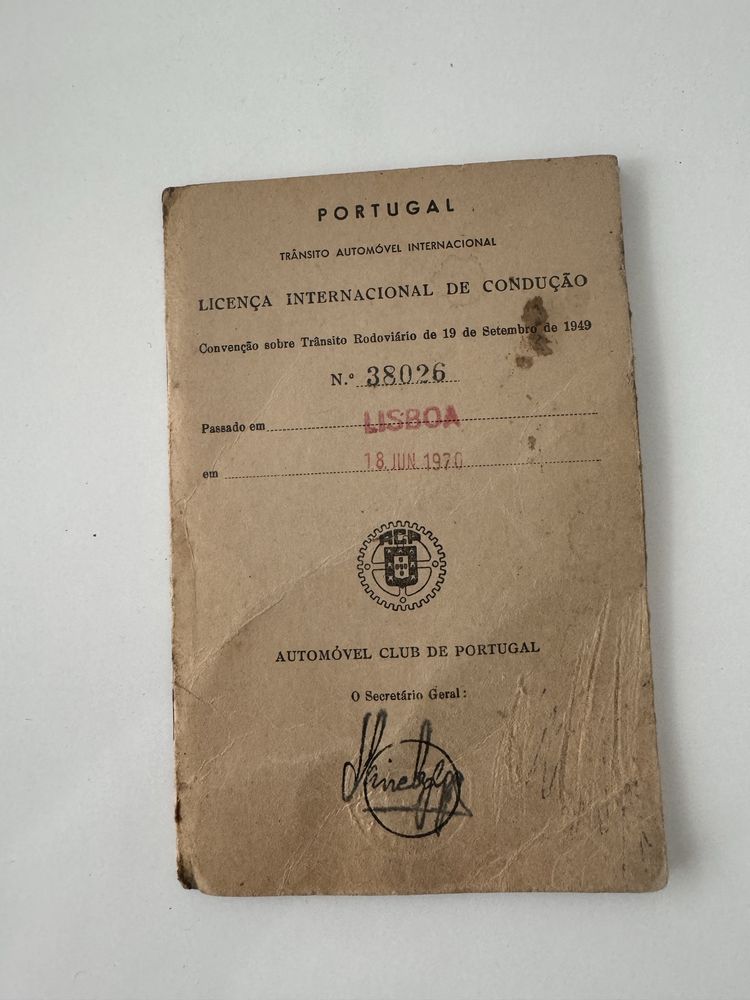 PORTUGAL
TRÂNSITO AUTOMÓVEL INTERNACIONAL
LICENÇA INTERNACIONAL DE CONDUÇÃO
Convenção sobre Trânsito Rodoviário de 19 de Setembro de 1949
N.º 38026
Passado em LISBOA
em 18 JUN. 1970
ACP
AUTOMÓVEL CLUB DE PORTUGAL
O Secretário Geral: